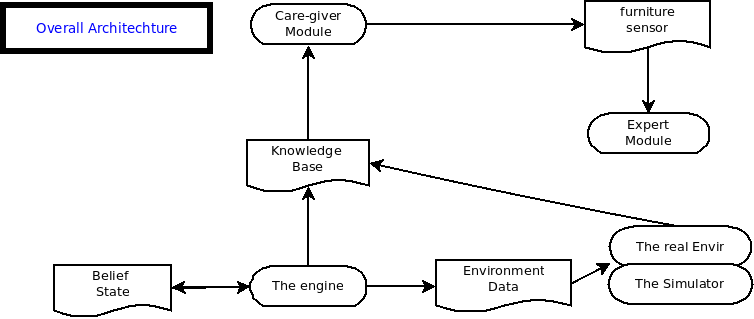 Overall Architechture
Care-giver
Module
furniture
sensor
Expert
Module
Knowledge
Base
The real Envir
The Simulator
Belief
State
The engine
Environment
Data